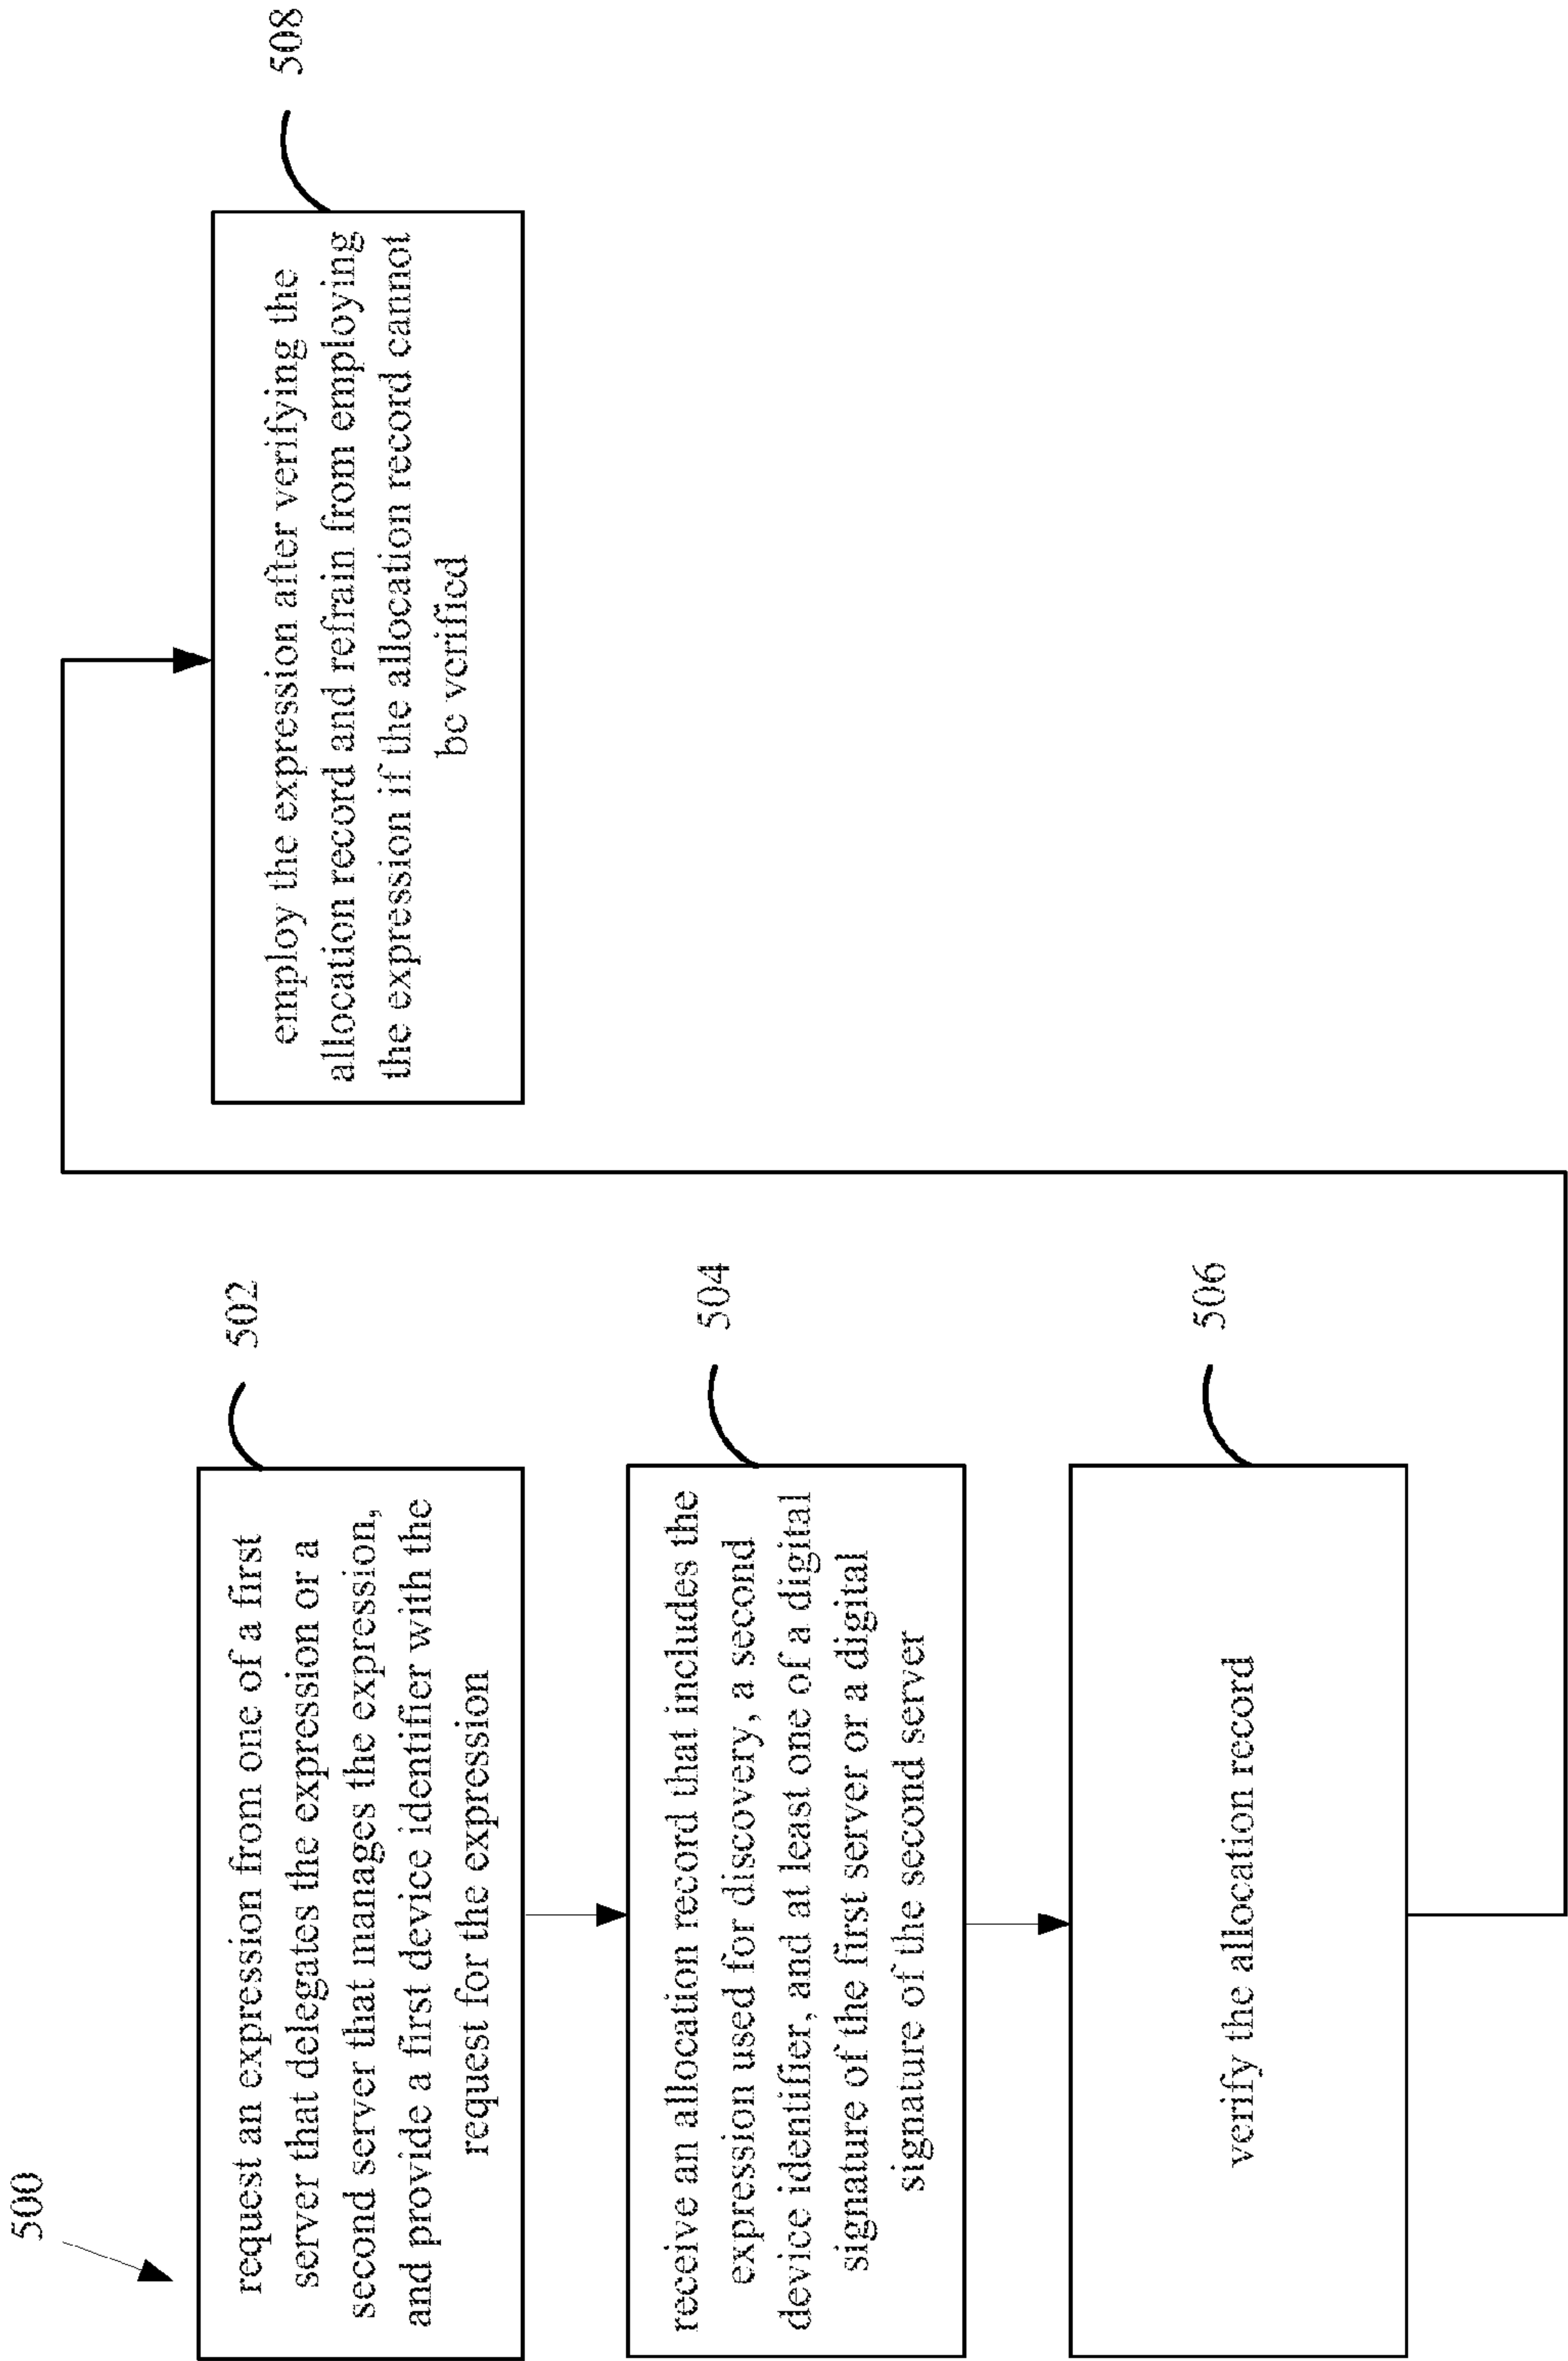 500
request an expression from one of a first
server that delegates the expression or a
second server that manages the expression,
and provide a first device identifier with the
request for the expression
502
receive an allocation record that includes the
expression used for discovery, a second
device identifier, and at least one of a digital
signature of the first server or a digital
signature of the second server
504
verify the allocation record
506
employ the expression after verifying the
allocation record and refrain from employing
the expression if the allocation record cannot
be verified
508